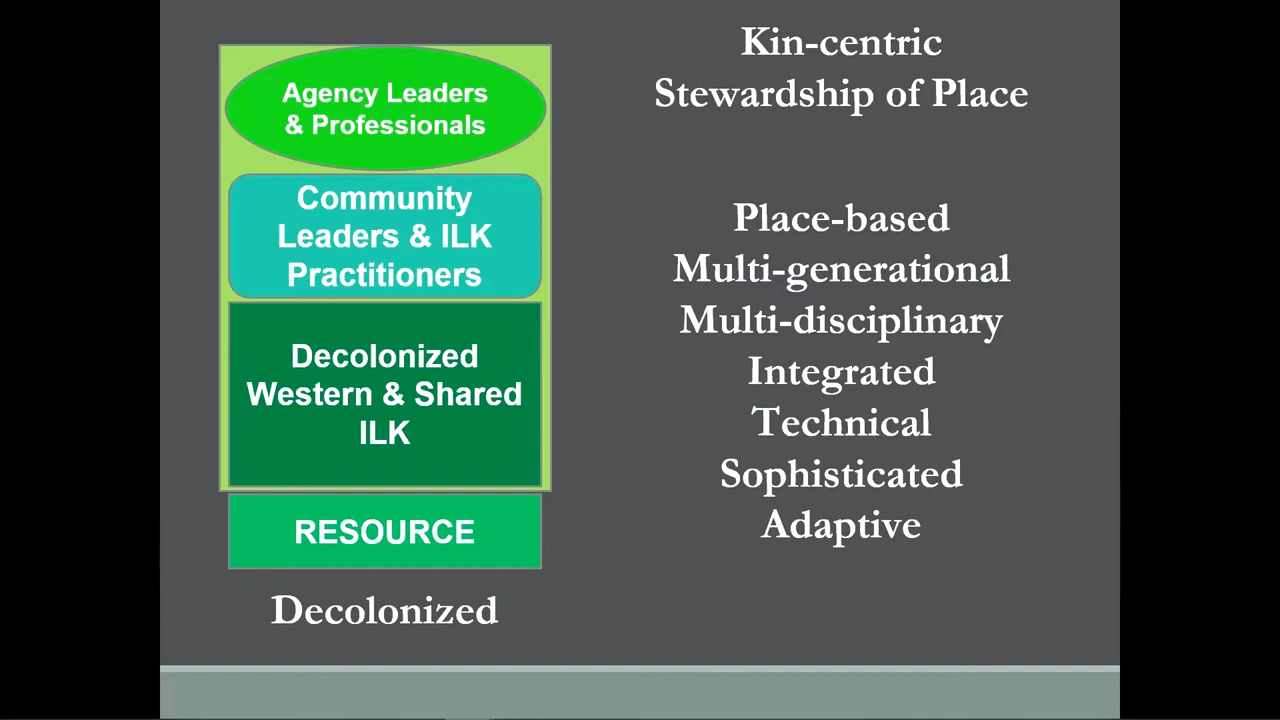 Agency Leaders
& Professionals
Community
Leaders & ILK
Practitioners
Decolonized
Western & Shared
ILK
RESOURCE
Decolonized
Kin-centric
Stewardship of Place
Place-based
Multi-generational
Multi-disciplinary
Integrated
Technical
Sophisticated
Adaptive